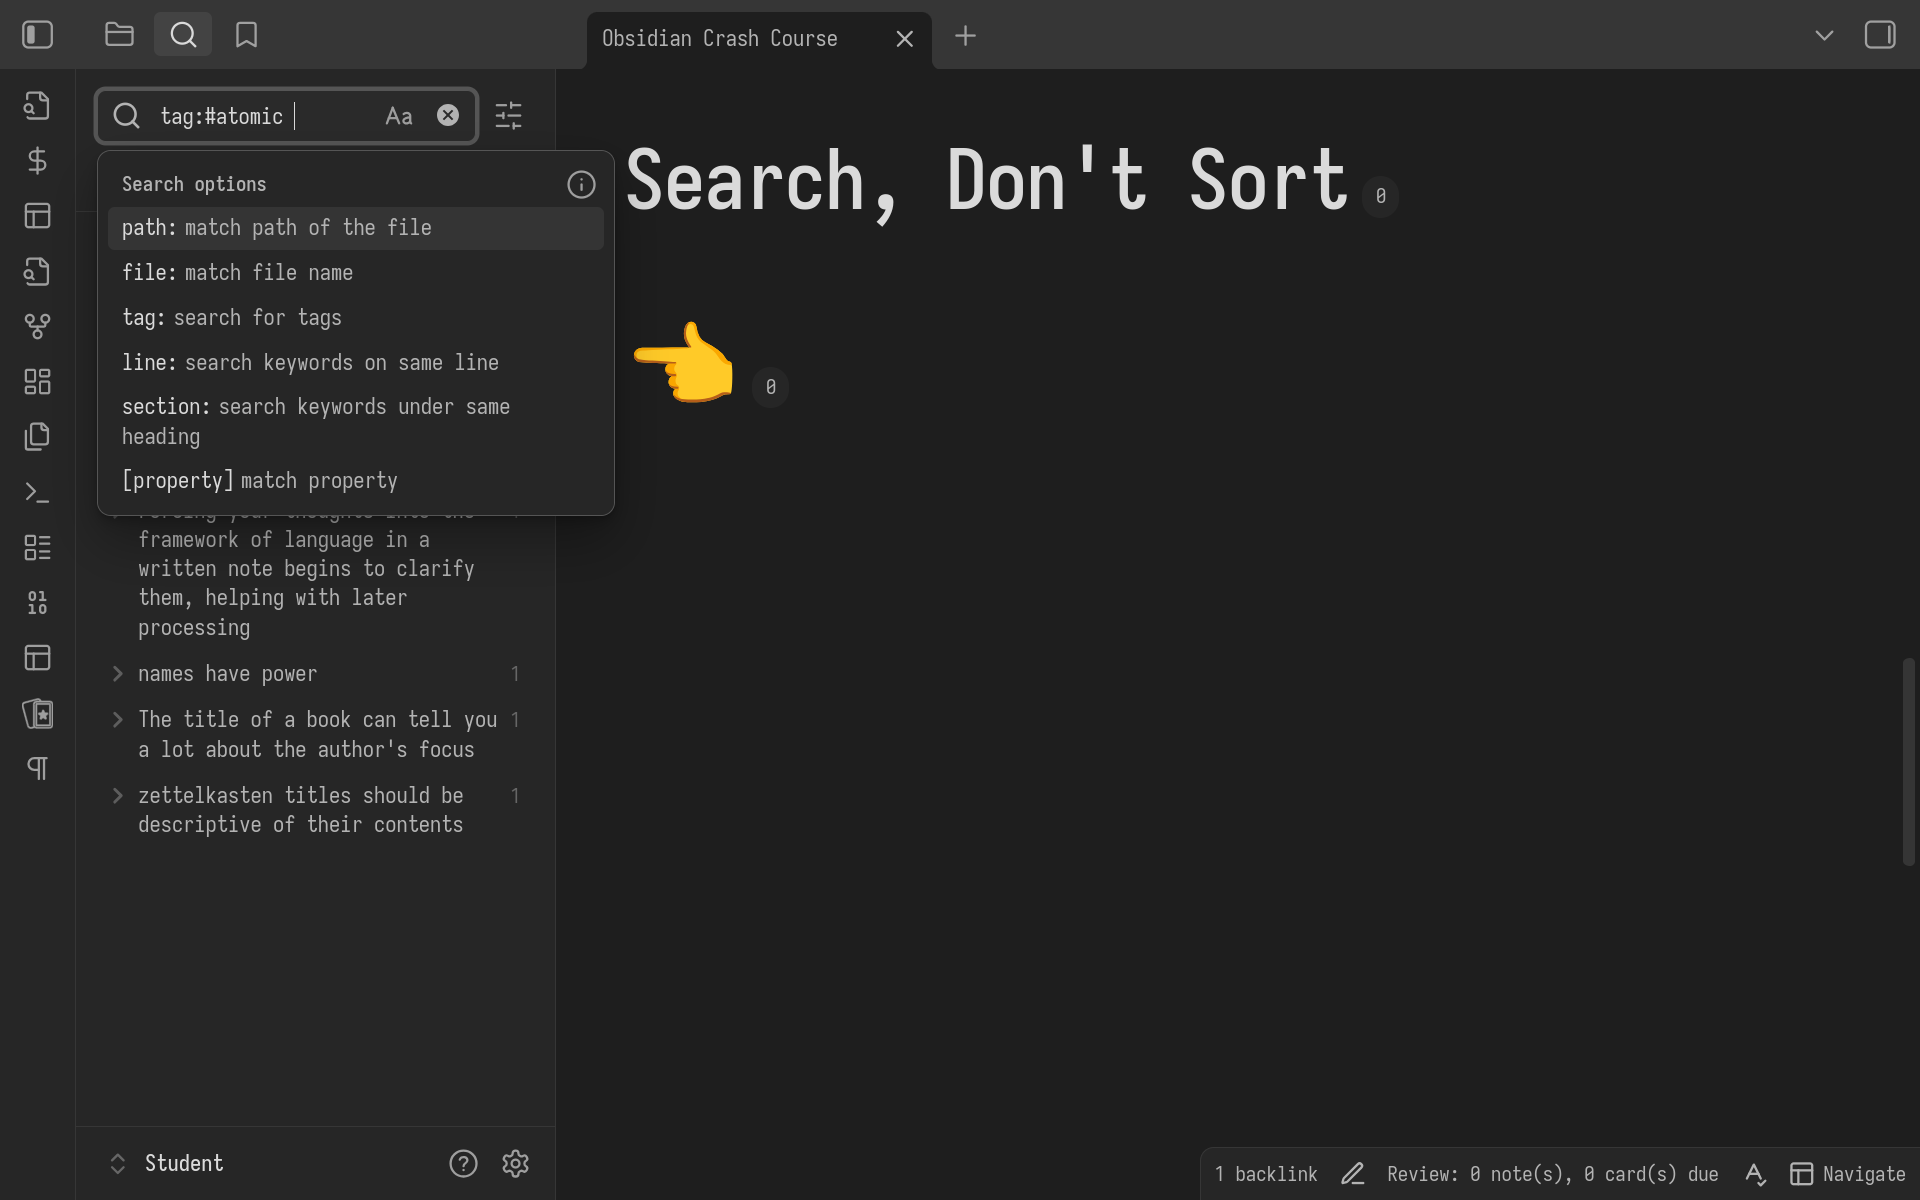 Obsidian Crash Course
tag:#atomic
Aa
Search options
path: match path of the file
file: match file name
tag: search for tags
line: search keywords on same line
section: search keywords under same
heading
[property] match property
framework of language in a
written note begins to clarify
them, helping with later
processing
names have power 1
The title of a book can tell you 1
a lot about the author's focus
zettelkasten titles should be 1
descriptive of their contents
Student
Search, Don't Sort 0
0
01
10
1 backlink
Review: 0 note(s), 0 card(s) due
Navigate